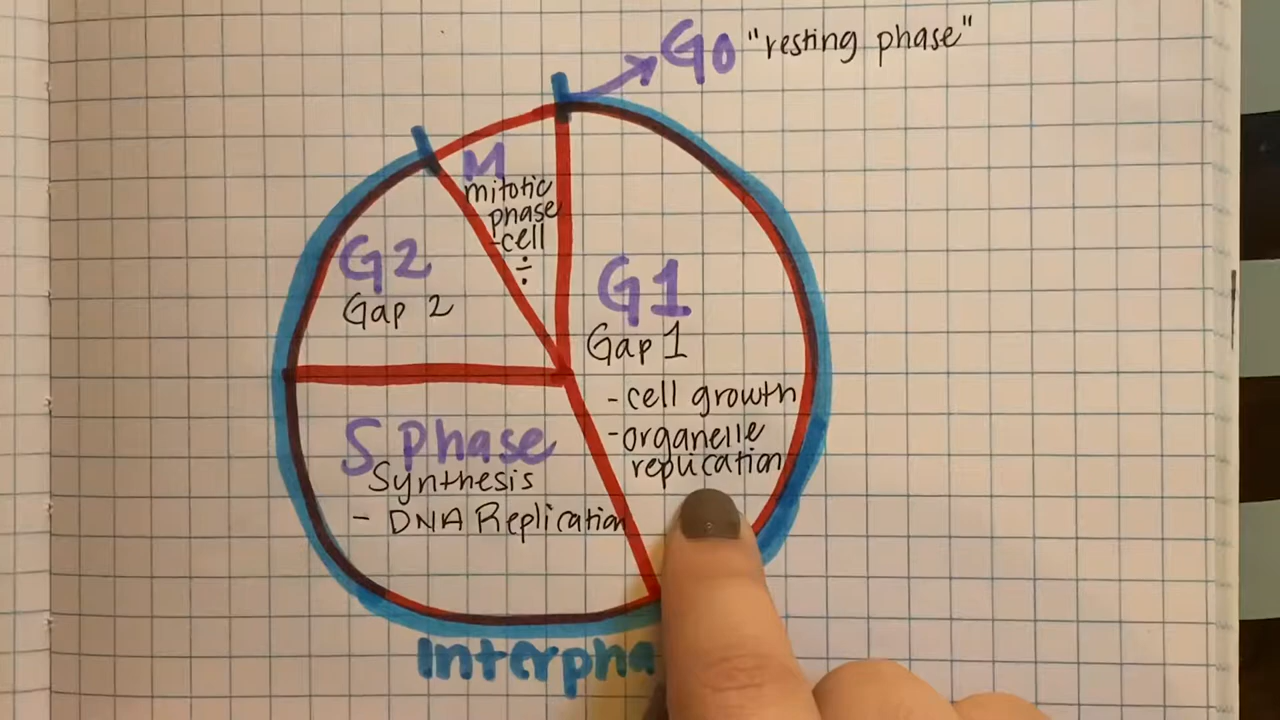 G0 "resting phase"
M
mitotic
phase
-cell
÷
G2
Gap 2
G1
Gap 1
- cell growth
- organelle
replication
S Phase
Synthesis
- DNA Replication
Interpha